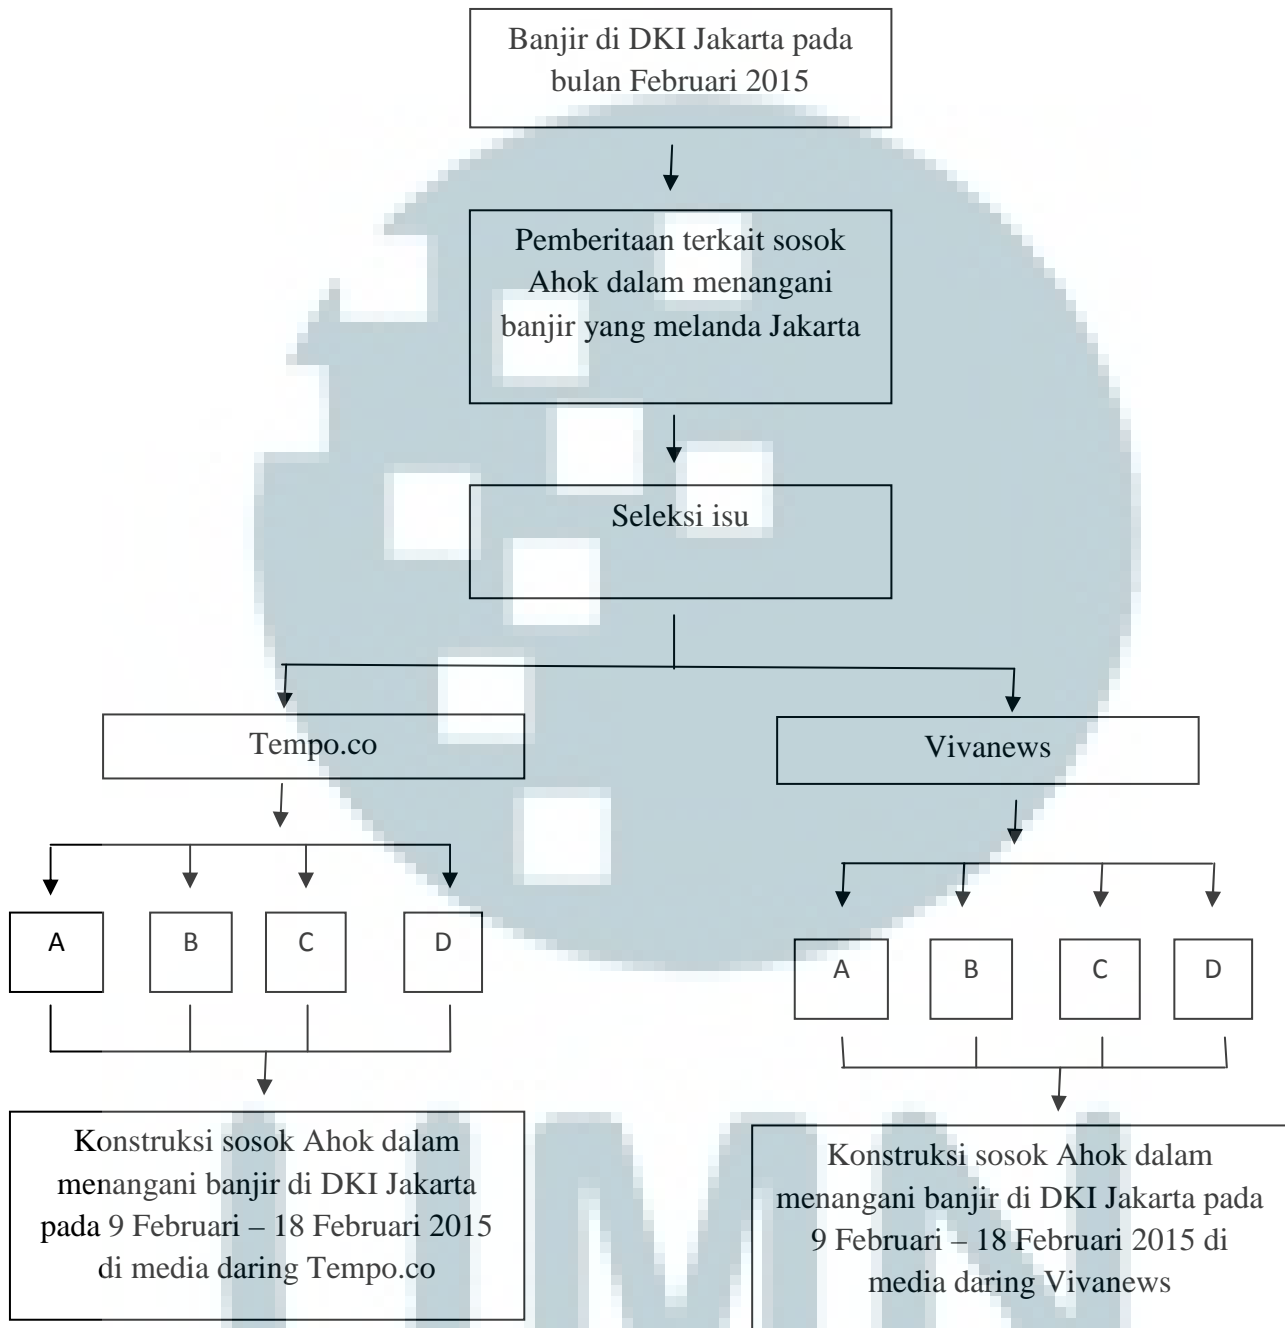 Banjir di DKI Jakarta pada
bulan Februari 2015
Pemberitaan terkait sosok
Ahok dalam menangani
banjir yang melanda Jakarta
Seleksi isu
Tempo.co
Vivanews
A
B
C
D
A
B
C
D
Konstruksi sosok Ahok dalam
menangani banjir di DKI Jakarta
pada 9 Februari – 18 Februari 2015
di media daring Tempo.co
Konstruksi sosok Ahok dalam
menangani banjir di DKI Jakarta pada
9 Februari – 18 Februari 2015 di
media daring Vivanews
UMN